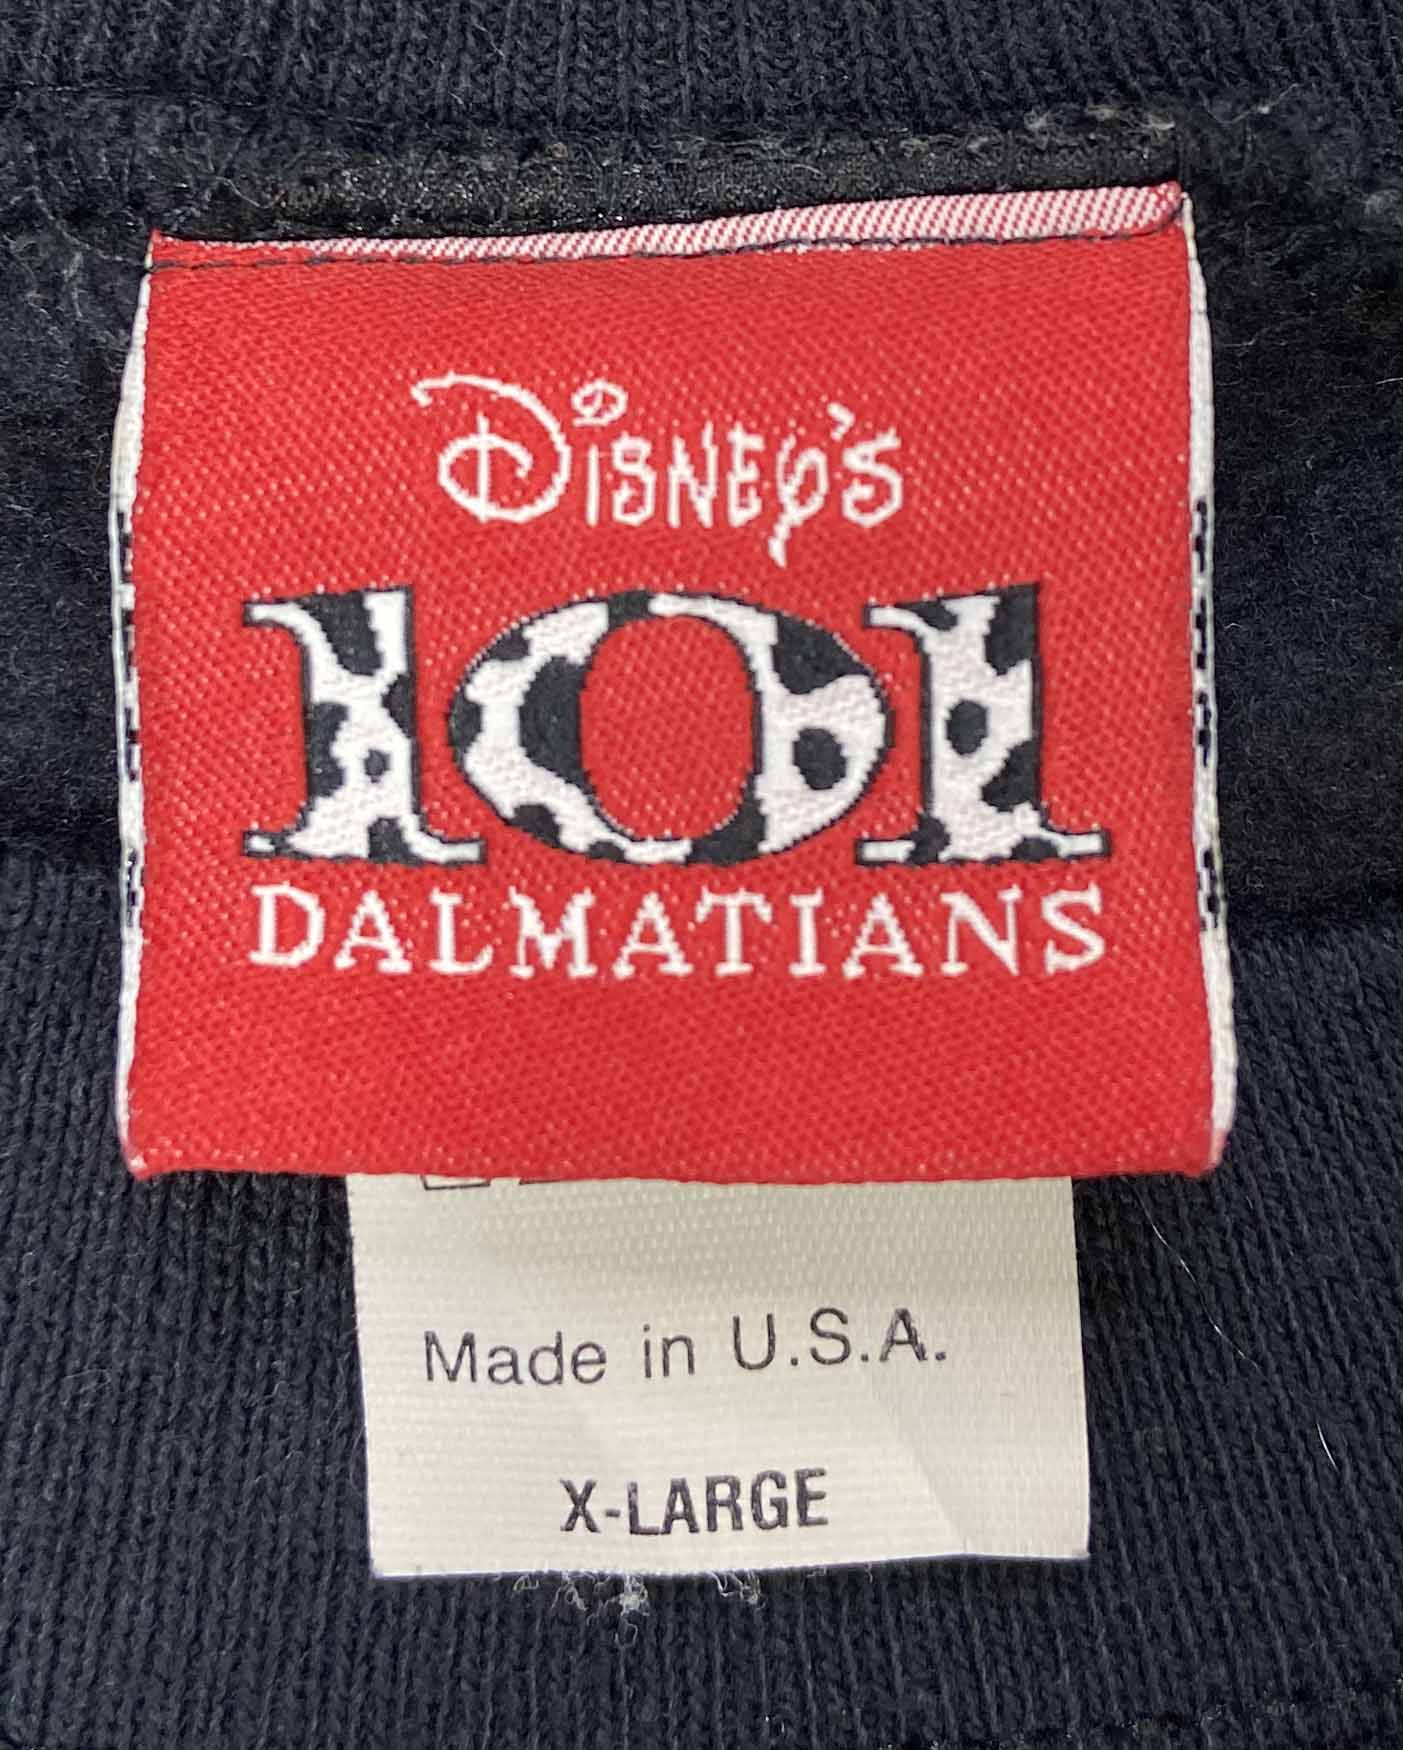 DISNEY'S
101
DALMATIANS
Made in U.S.A.
X-LARGE